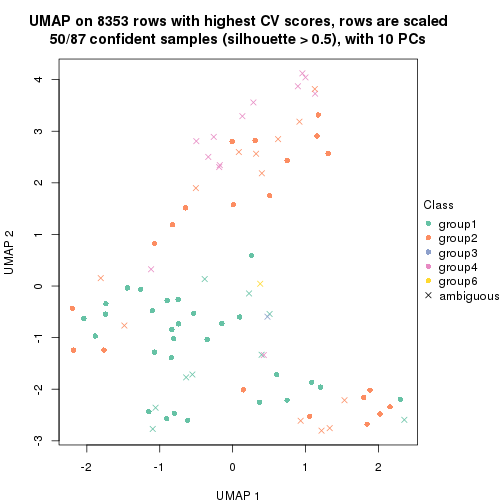 UMAP on 8353 rows with highest CV scores, rows are scaled
50/87 confident samples (silhouette > 0.5), with 10 PCs
4
3
2
1
0
-1
-2
-3
UMAP 2
-2
-1
0
1
2
UMAP 1
Class
group1
group2
group3
group4
group6
ambiguous